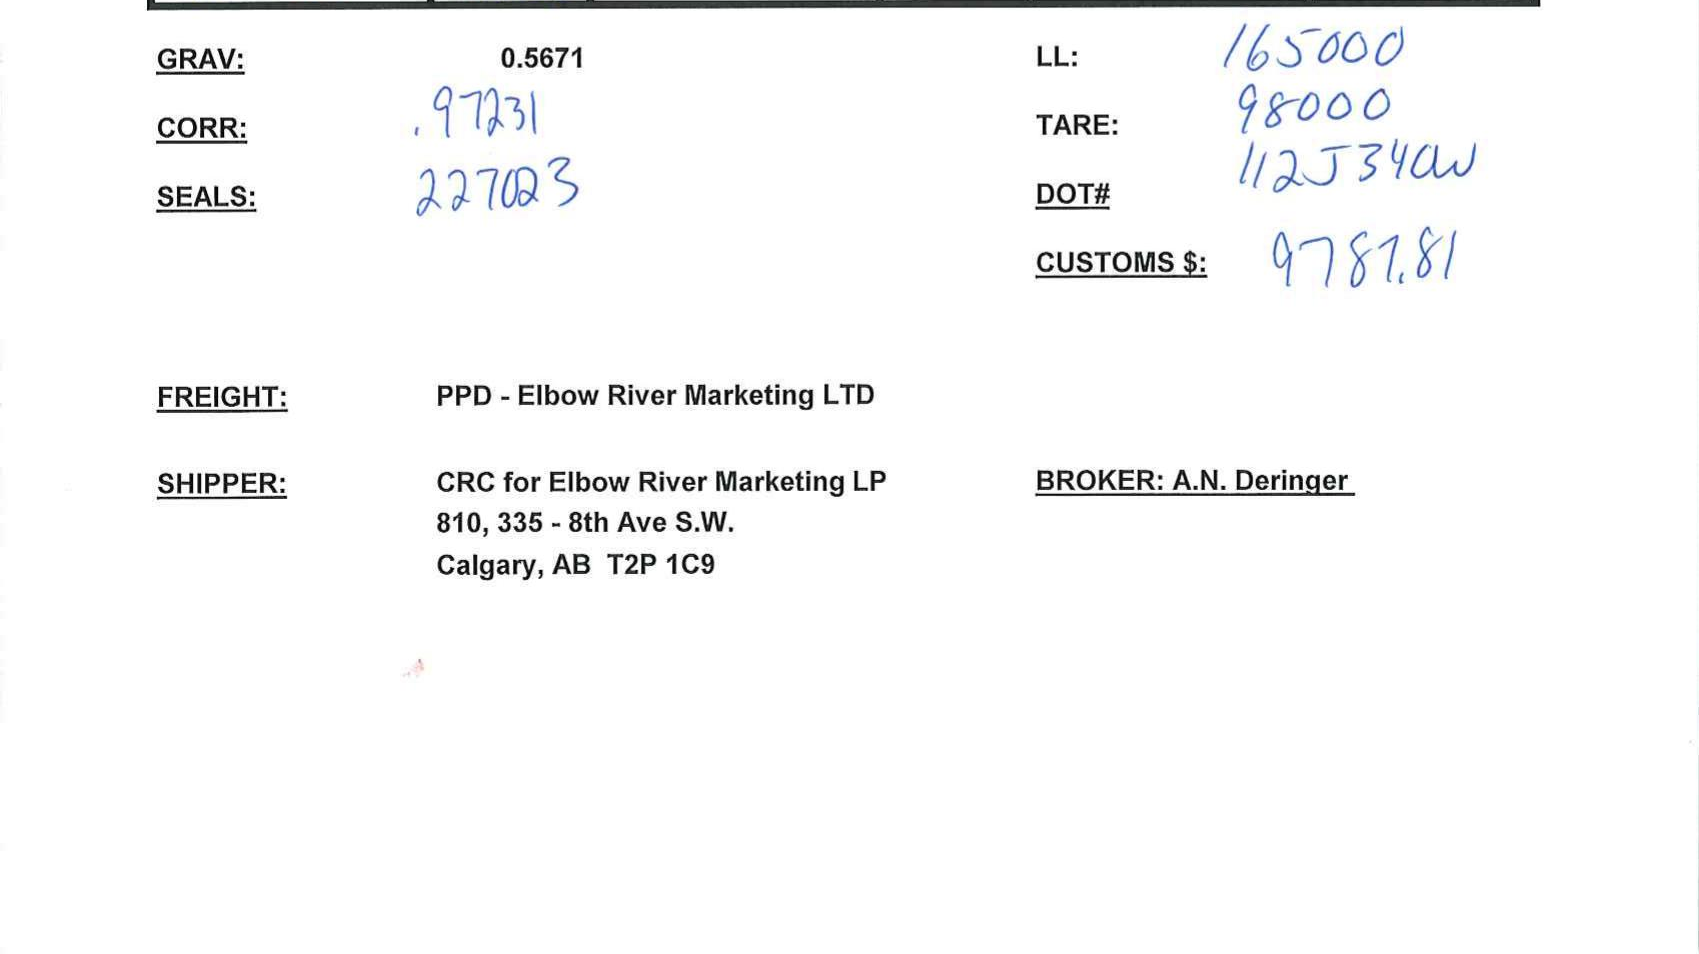 GRAV: 0.5671 LL: 165000
CORR: .97231 TARE: 98000
SEALS: 227023 DOT# 112J340W
CUSTOMS $: 9787.81
FREIGHT: PPD - Elbow River Marketing LTD
SHIPPER: CRC for Elbow River Marketing LP BROKER: A.N. Deringer
810, 335 - 8th Ave S.W.
Calgary, AB T2P 1C9